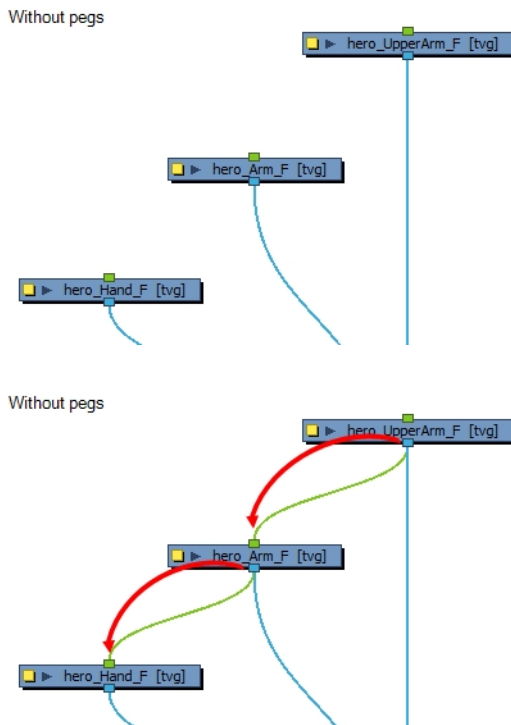 Without pegs
hero_UpperArm_F [tvg]
hero_Arm_F [tvg]
hero_Hand_F [tvg]
Without pegs
hero_UpperArm_F [tvg]
hero_Arm_F [tvg]
hero_Hand_F [tvg]